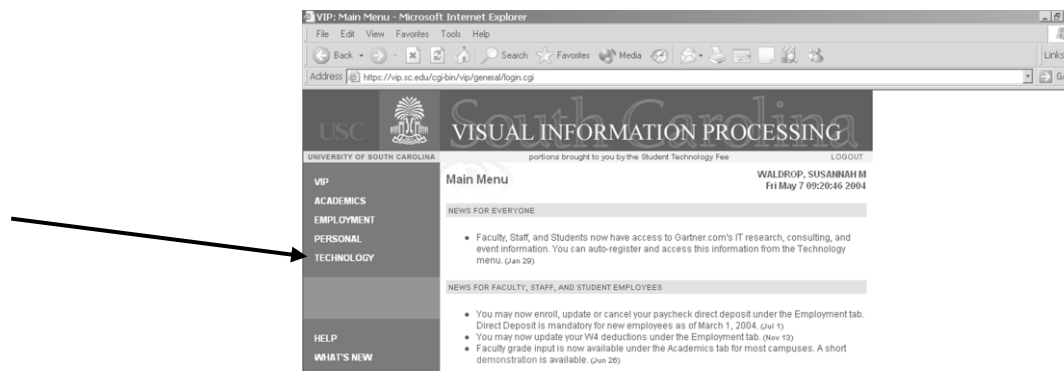 VIP: Main Menu - Microsoft Internet Explorer
File Edit View Favorites Tools Help
Back Search Favorites Media Links
Address https://vip.sc.edu/cgi-bin/vip/general/login.cgi
South Carolina
USC VISUAL INFORMATION PROCESSING
UNIVERSITY OF SOUTH CAROLINA portions brought to you by the Student Technology Fee LOGOUT
VIP
ACADEMICS
EMPLOYMENT
PERSONAL
TECHNOLOGY
HELP
WHAT'S NEW
Main Menu
WALDROP, SUSANNAH M
Fri May 7 09:20:46 2004
NEWS FOR EVERYONE
• Faculty, Staff, and Students now have access to Gartner.com's IT research, consulting, and
event information. You can auto-register and access this information from the Technology
menu. (Jan 29)
NEWS FOR FACULTY, STAFF, AND STUDENT EMPLOYEES
• You may now enroll, update or cancel your paycheck direct deposit under the Employment tab.
Direct Deposit is mandatory for new employees as of March 1, 2004. (Jul 1)
• You may now update your W4 deductions under the Employment tab. (Nov 13)
• Faculty grade input is now available under the Academics tab for most campuses. A short
demonstration is available. (Jun 26)